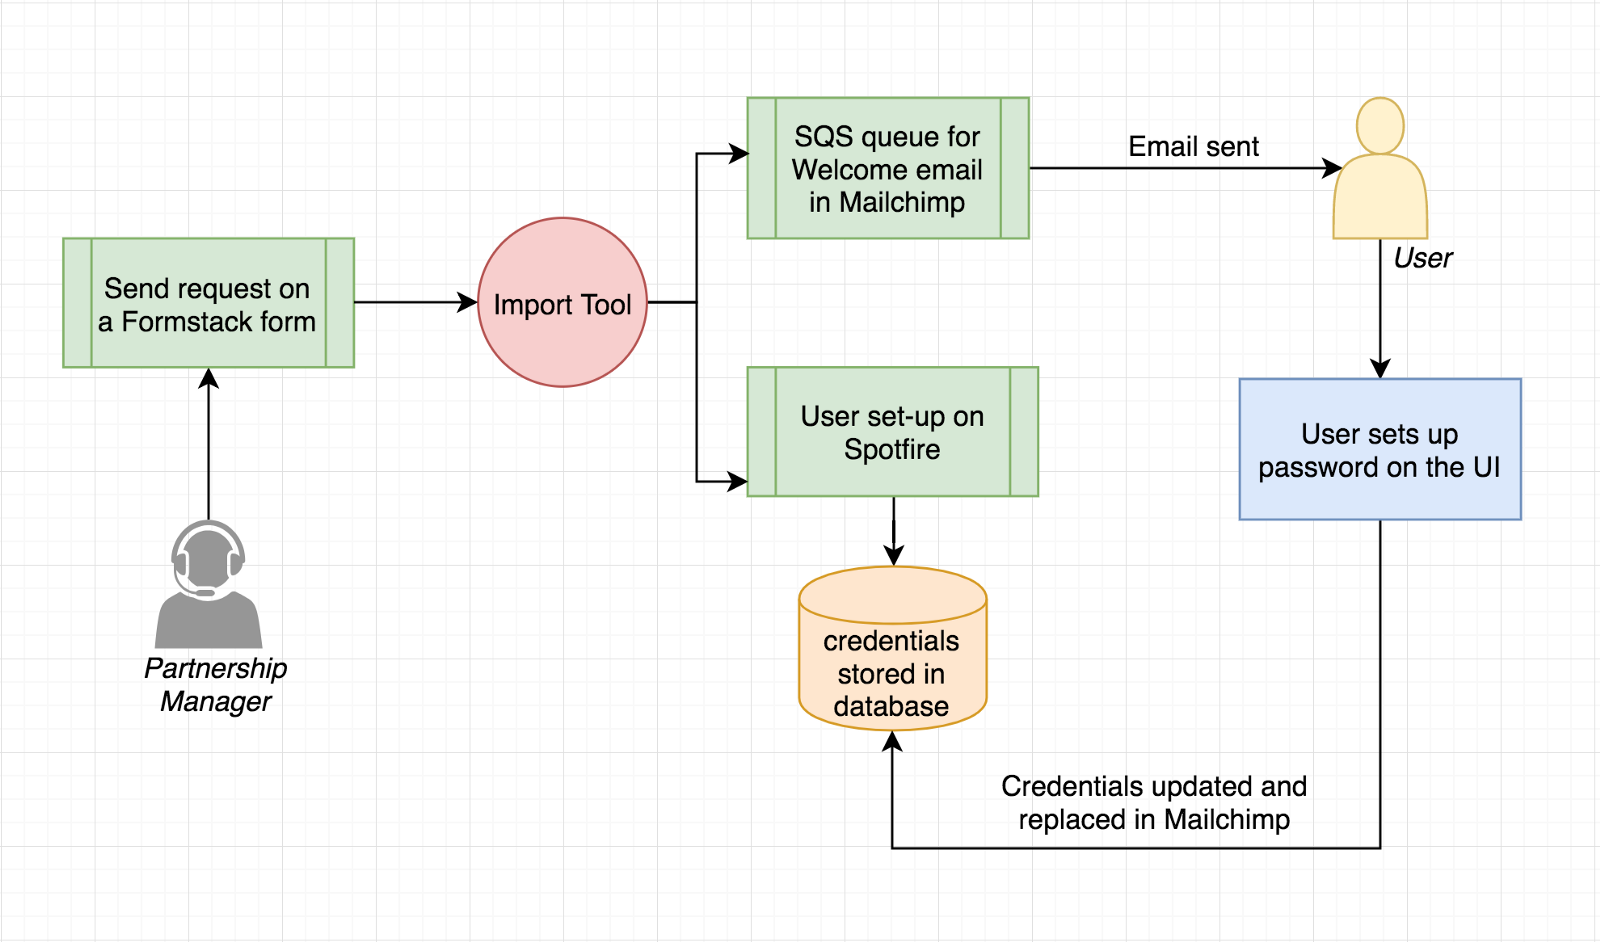 SQS queue for
Welcome email
in Mailchimp
Email sent
User
Send request on
a Formstack form
Import Tool
User set-up on
Spotfire
User sets up
password on the UI
credentials
stored in
database
Partnership
Manager
Credentials updated and
replaced in Mailchimp